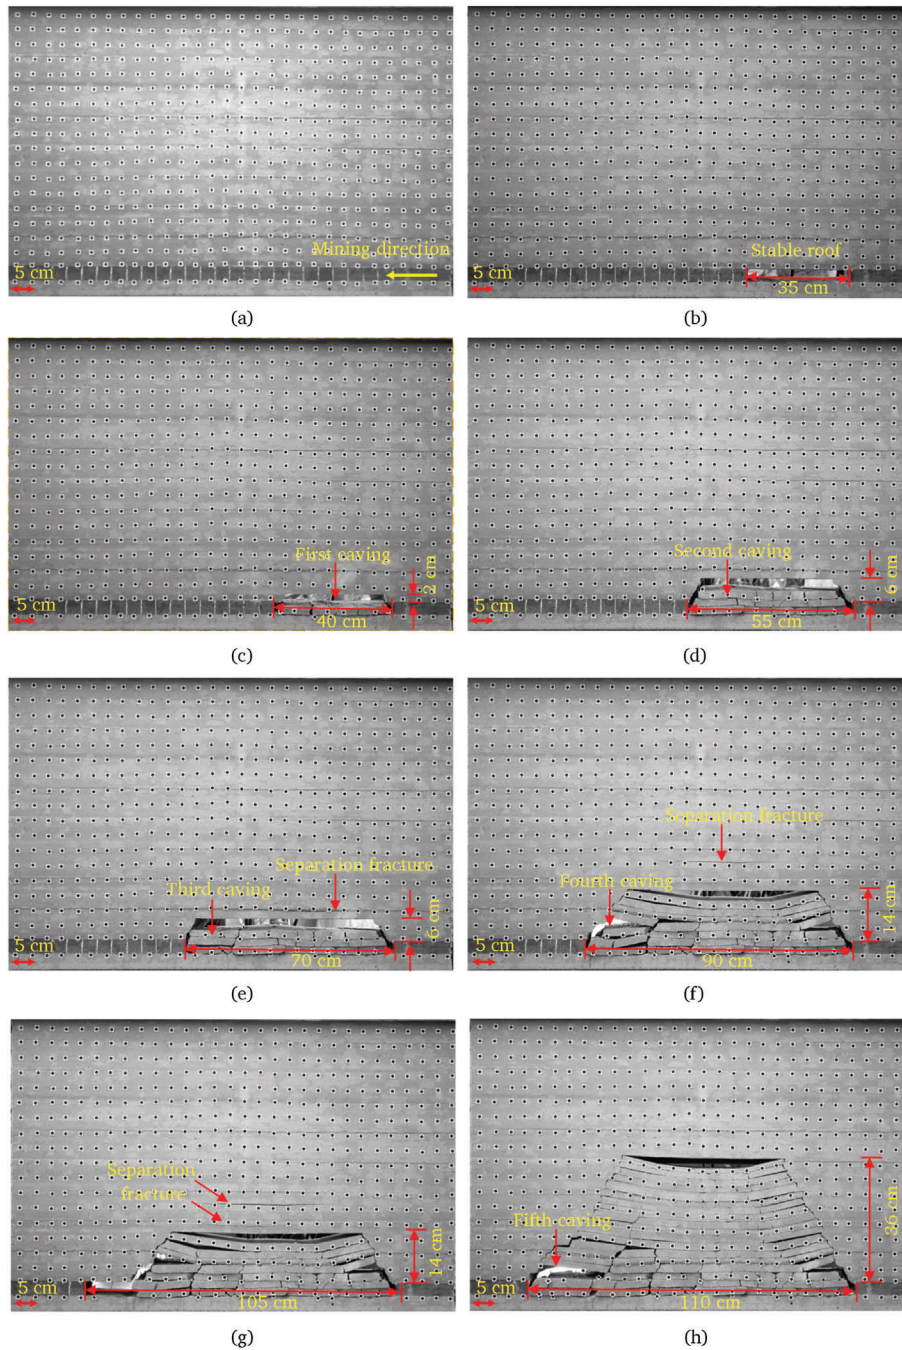 Mining direction
5 cm
(a)
Stable roof
5 cm
35 cm
(b)
First caving
2 cm
5 cm
40 cm
(c)
Second caving
6 cm
5 cm
55 cm
(d)
Separation fracture
Third caving
6 cm
5 cm
70 cm
(e)
Separation fracture
Fourth caving
14 cm
5 cm
90 cm
(f)
Separation
fracture
14 cm
5 cm
105 cm
(g)
Fifth caving
36 cm
5 cm
110 cm
(h)